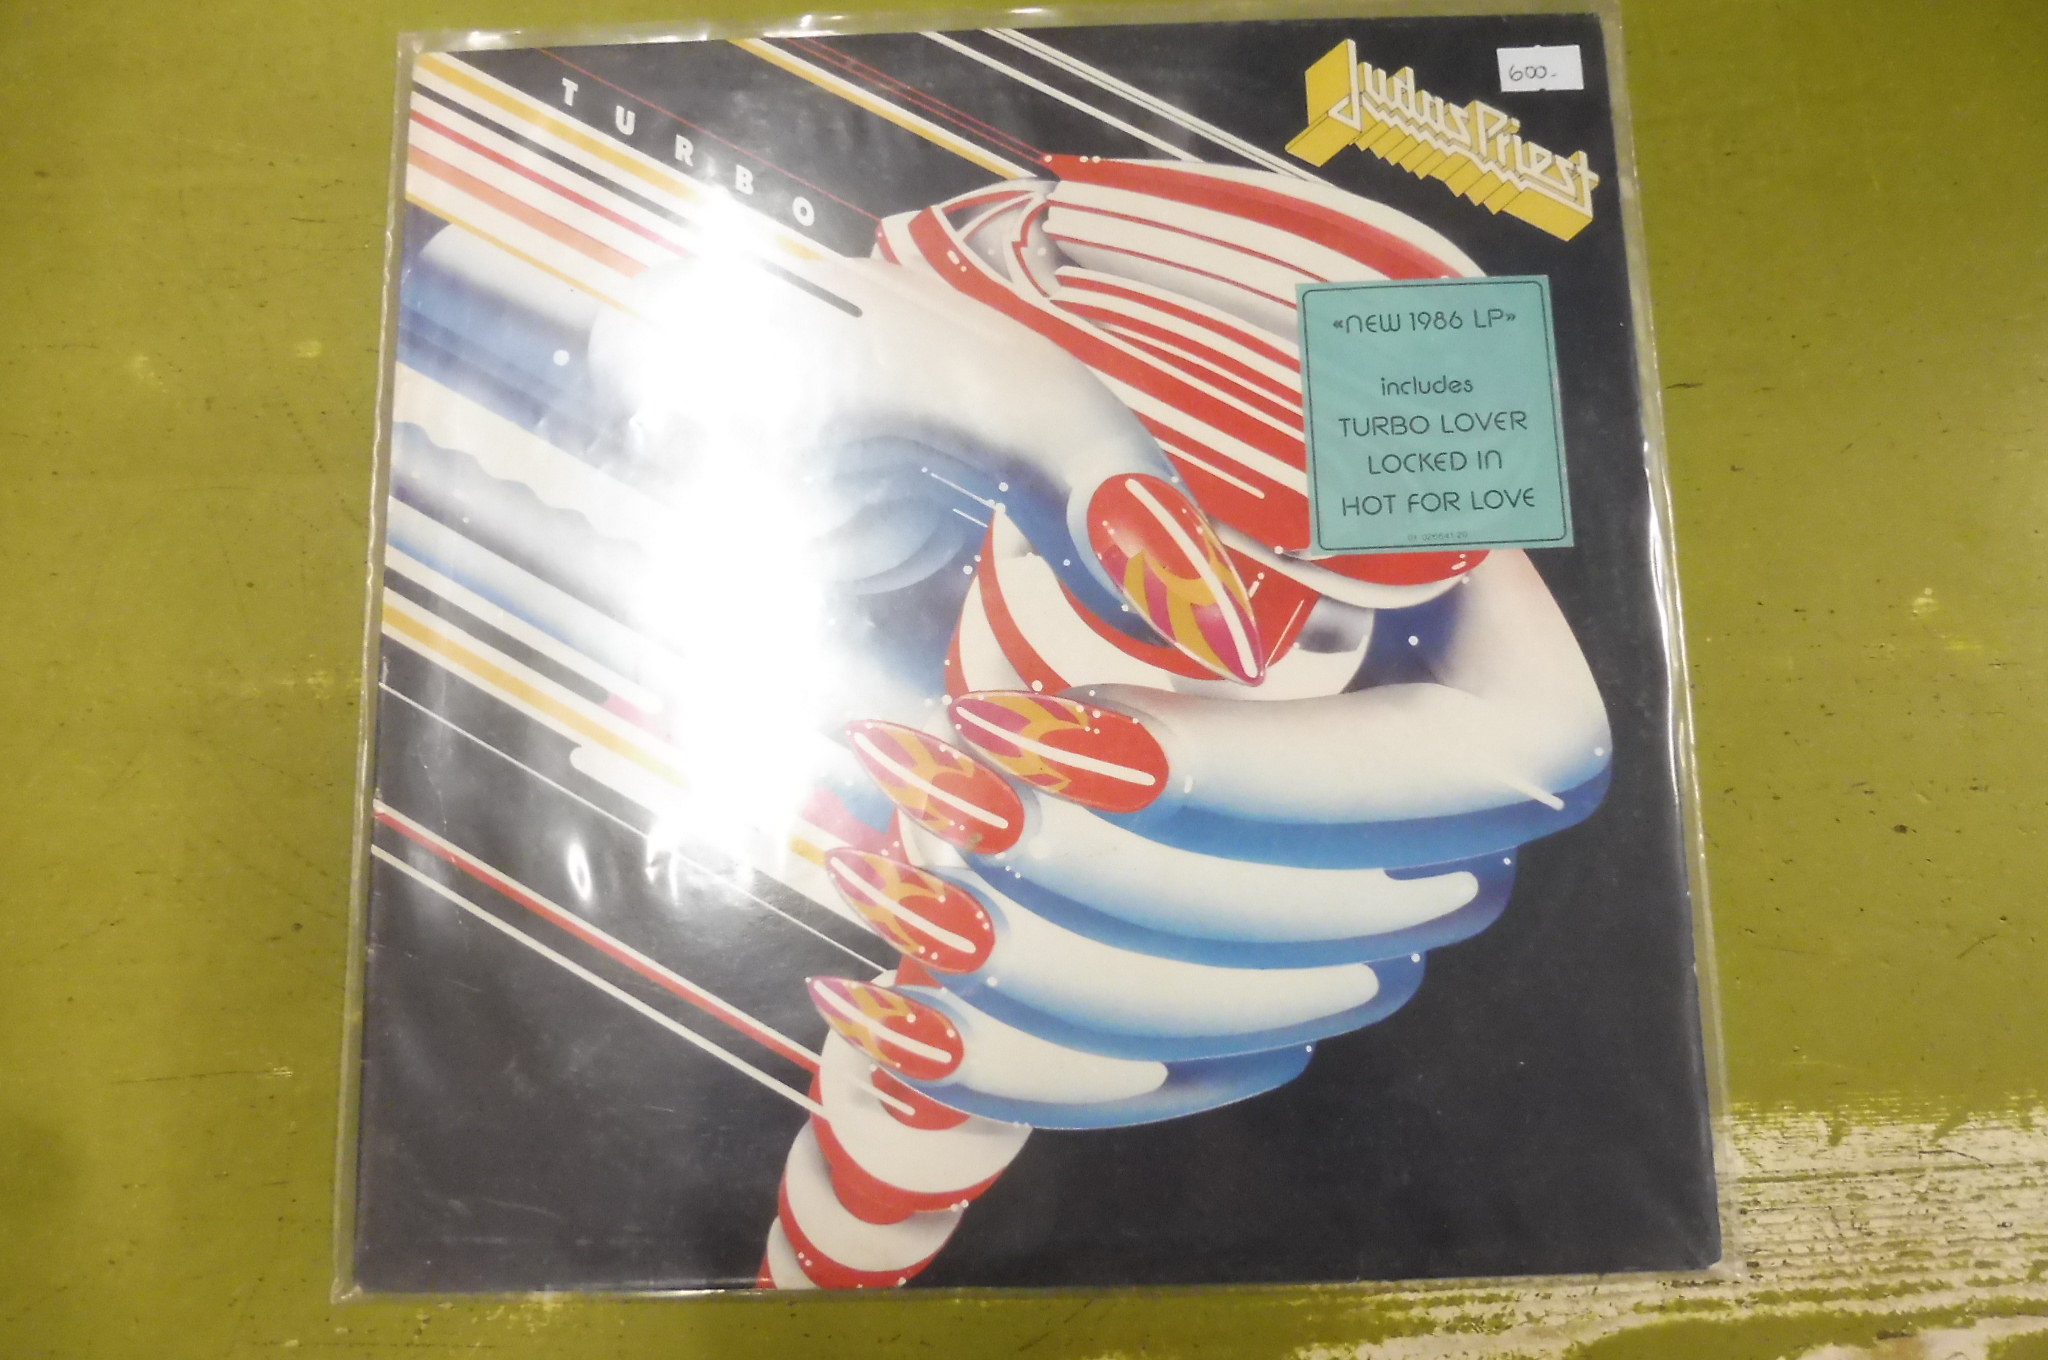 TURBO
Judas Priest
600.-
«NEW 1986 LP»
includes
TURBO LOVER
LOCKED IN
HOT FOR LOVE